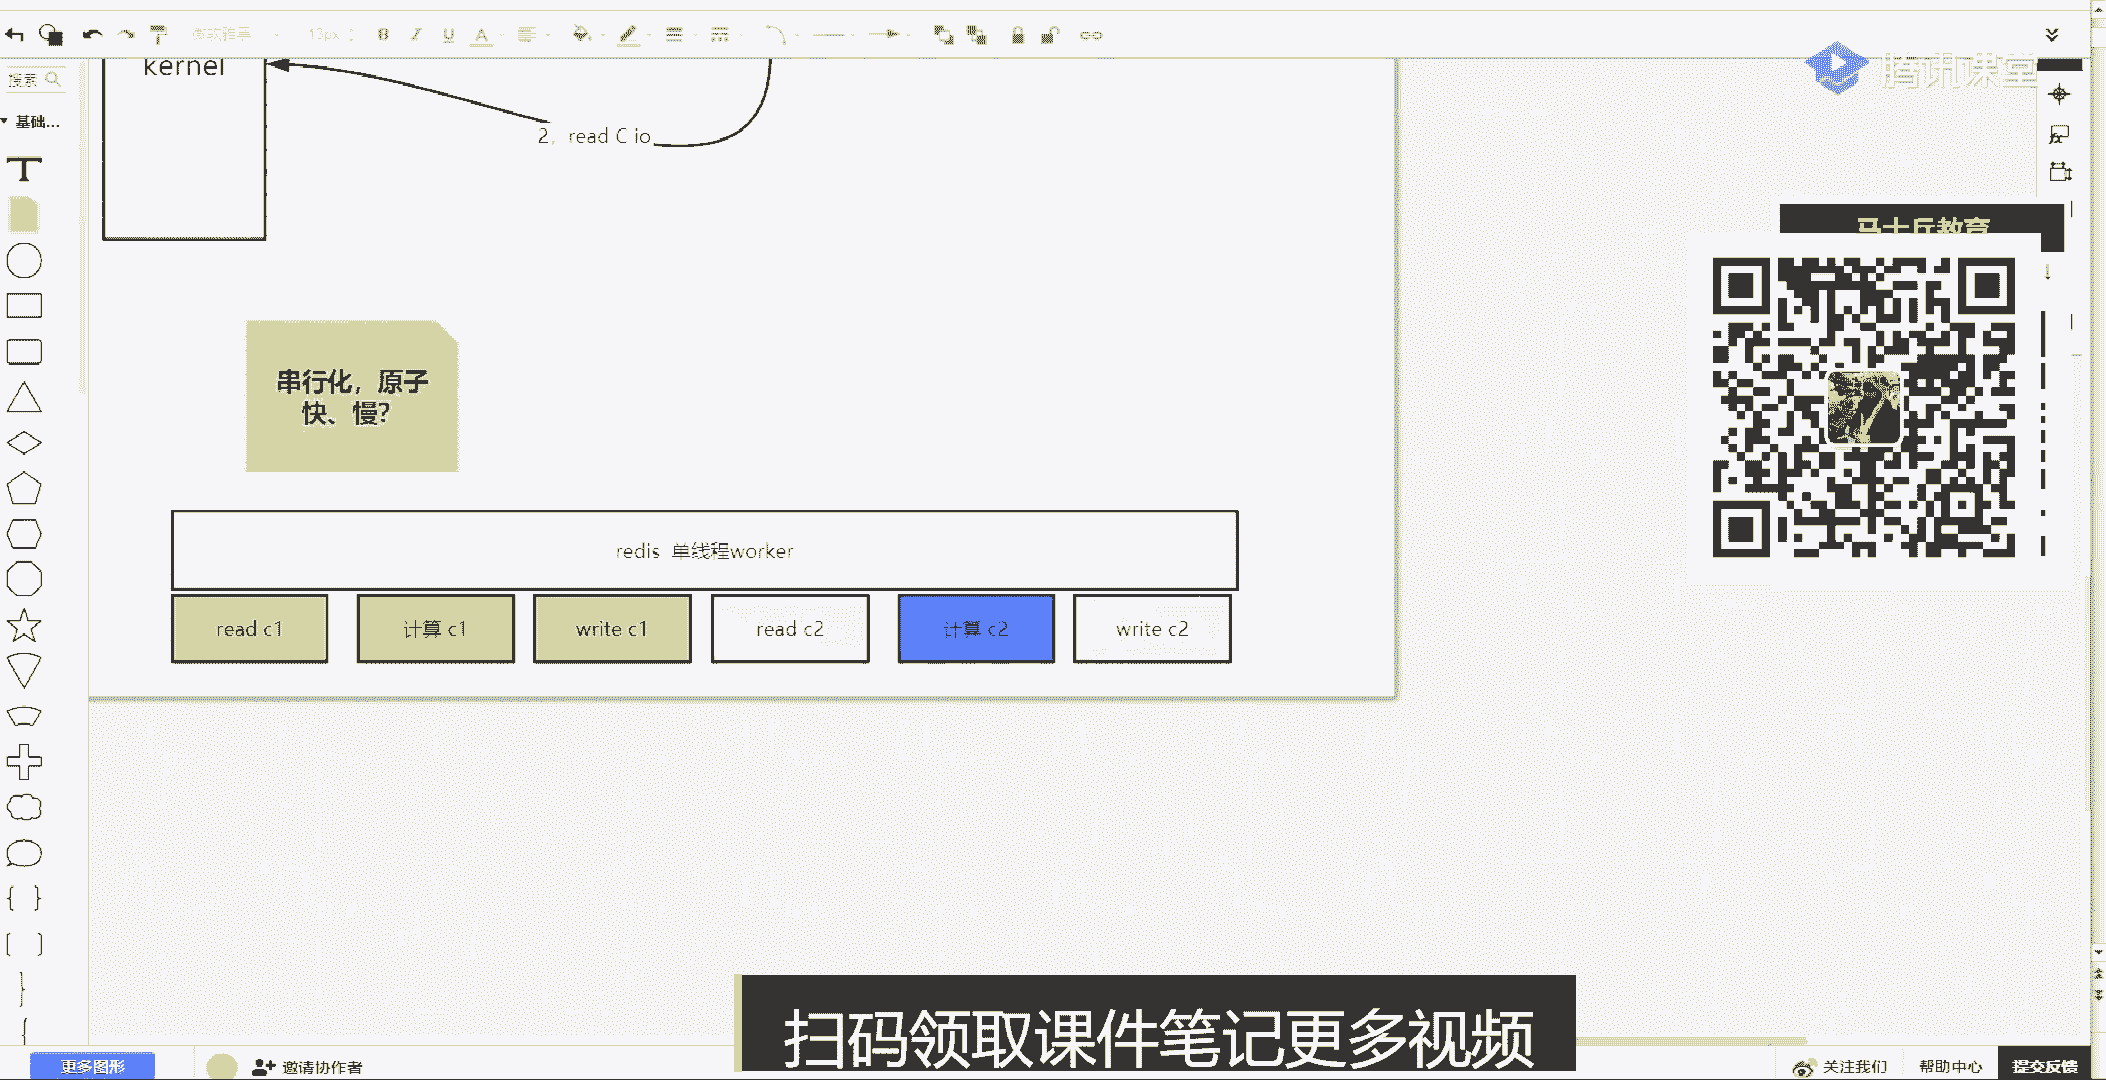 微软雅黑
13px
B I U A
kernel
搜索
腾讯课堂
基础...
2, read C io
T
马士兵教育
串行化，原子
快、慢？
redis 单线程worker
read c1
计算 c1
write c1
read c2
计算 c2
write c2
扫码领取课件笔记更多视频
更多图形
邀请协作者
关注我们
帮助中心
提交反馈